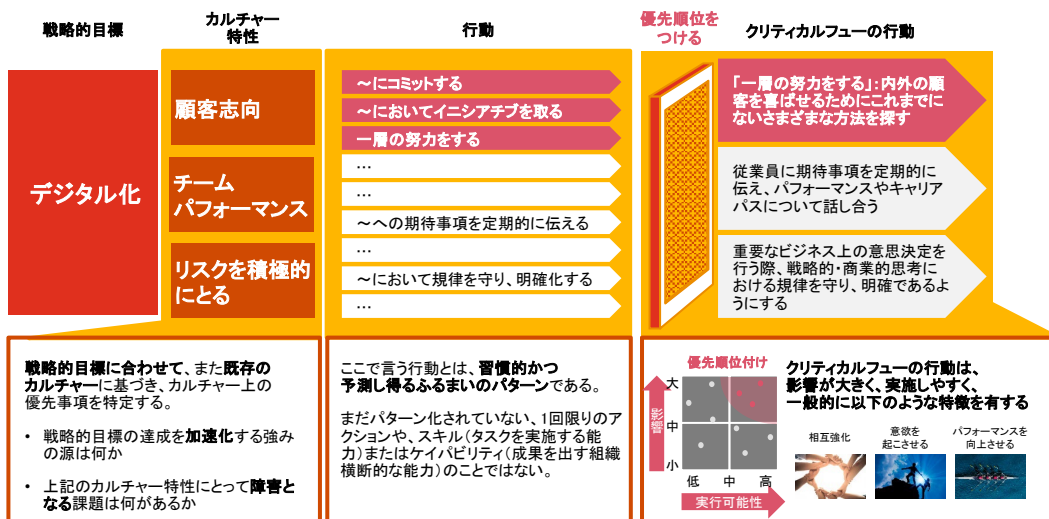 戦略的目標
カルチャー
特性
行動
優先順位を
つける
クリティカルフューの行動
デジタル化
顧客志向
チーム
パフォーマンス
リスクを積極的
にとる
～にコミットする
～においてイニシアチブを取る
一層の努力をする
…
…
～への期待事項を定期的に伝える
…
～において規律を守り、明確化する
…
「一層の努力をする」：内外の顧
客を喜ばせるためにこれまでに
ないさまざまな方法を探す
従業員に期待事項を定期的に
伝え、パフォーマンスやキャリア
パスについて話し合う
重要なビジネス上の意思決定を
行う際、戦略的・商業的思考に
おける規律を守り、明確であるよ
うにする
戦略的目標に合わせて、また既存の
カルチャーに基づき、カルチャー上の
優先事項を特定する。
• 戦略的目標の達成を加速化する強み
の源は何か
• 上記のカルチャー特性にとって障害と
なる課題は何があるか
ここで言う行動とは、習慣的かつ
予測し得るふるまいのパターンである。
まだパターン化されていない、1回限りのア
クションや、スキル（タスクを実施する能
力）またはケイパビリティ（成果を出す組織
横断的な能力）のことではない。
優先順位付け
影響
大
中
小
低 中 高
実行可能性
クリティカルフューの行動は、
影響が大きく、実施しやすく、
一般的に以下のような特徴を有する
相互強化
意欲を
起こさせる
パフォーマンスを
向上させる